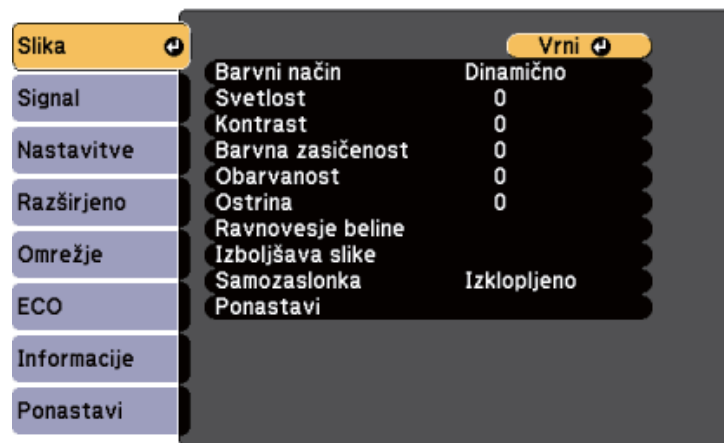 Slika
Signal
Nastavitve
Razširjeno
Omrežje
ECO
Informacije
Ponastavi
Vrni
Barvni način Dinamično
Svetlost 0
Kontrast 0
Barvna zasičenost 0
Obarvanost 0
Ostrina 0
Ravnovesje beline
Izboljšava slike
Samozaslonka Izklopljeno
Ponastavi